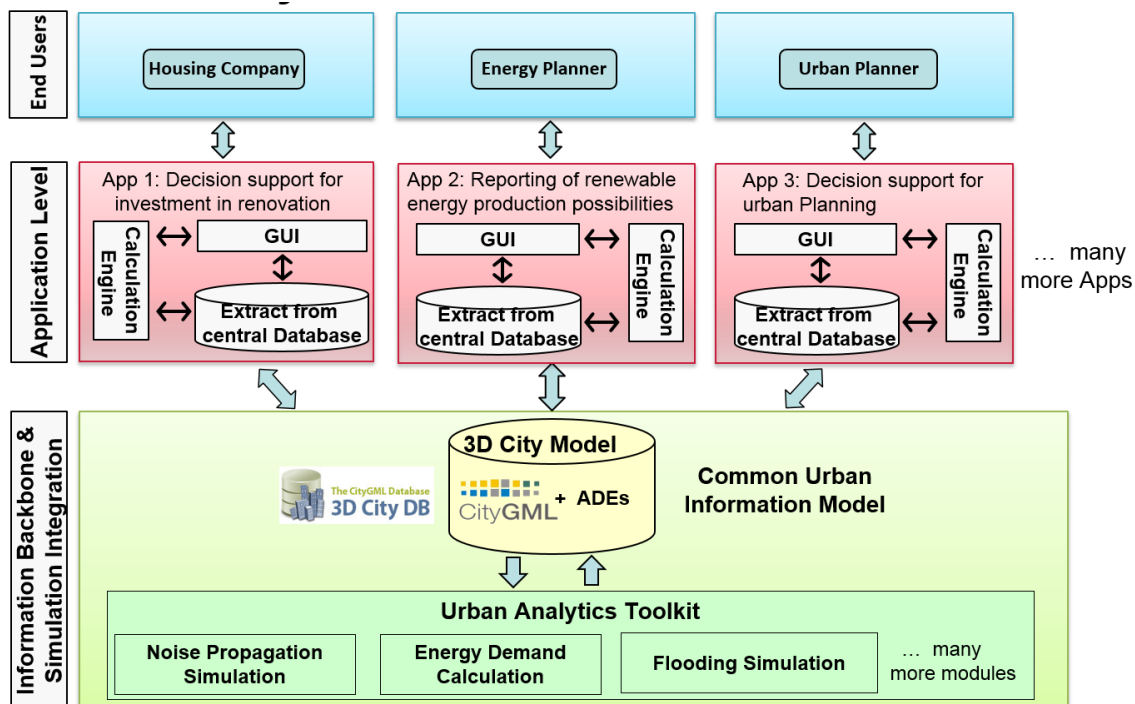 End Users
Housing Company
Energy Planner
Urban Planner
Application Level
App 1: Decision support for
investment in renovation
GUI
Calculation
Engine
Extract from
central Database
App 2: Reporting of renewable
energy production possibilities
GUI
Calculation
Engine
Extract from
central Database
App 3: Decision support for
urban Planning
GUI
Calculation
Engine
Extract from
central Database
… many
more Apps
Information Backbone &
Simulation Integration
3D City Model
The CityGML Database
3D City DB
CityGML + ADEs
Common Urban
Information Model
Urban Analytics Toolkit
Noise Propagation
Simulation
Energy Demand
Calculation
Flooding Simulation
… many
more modules